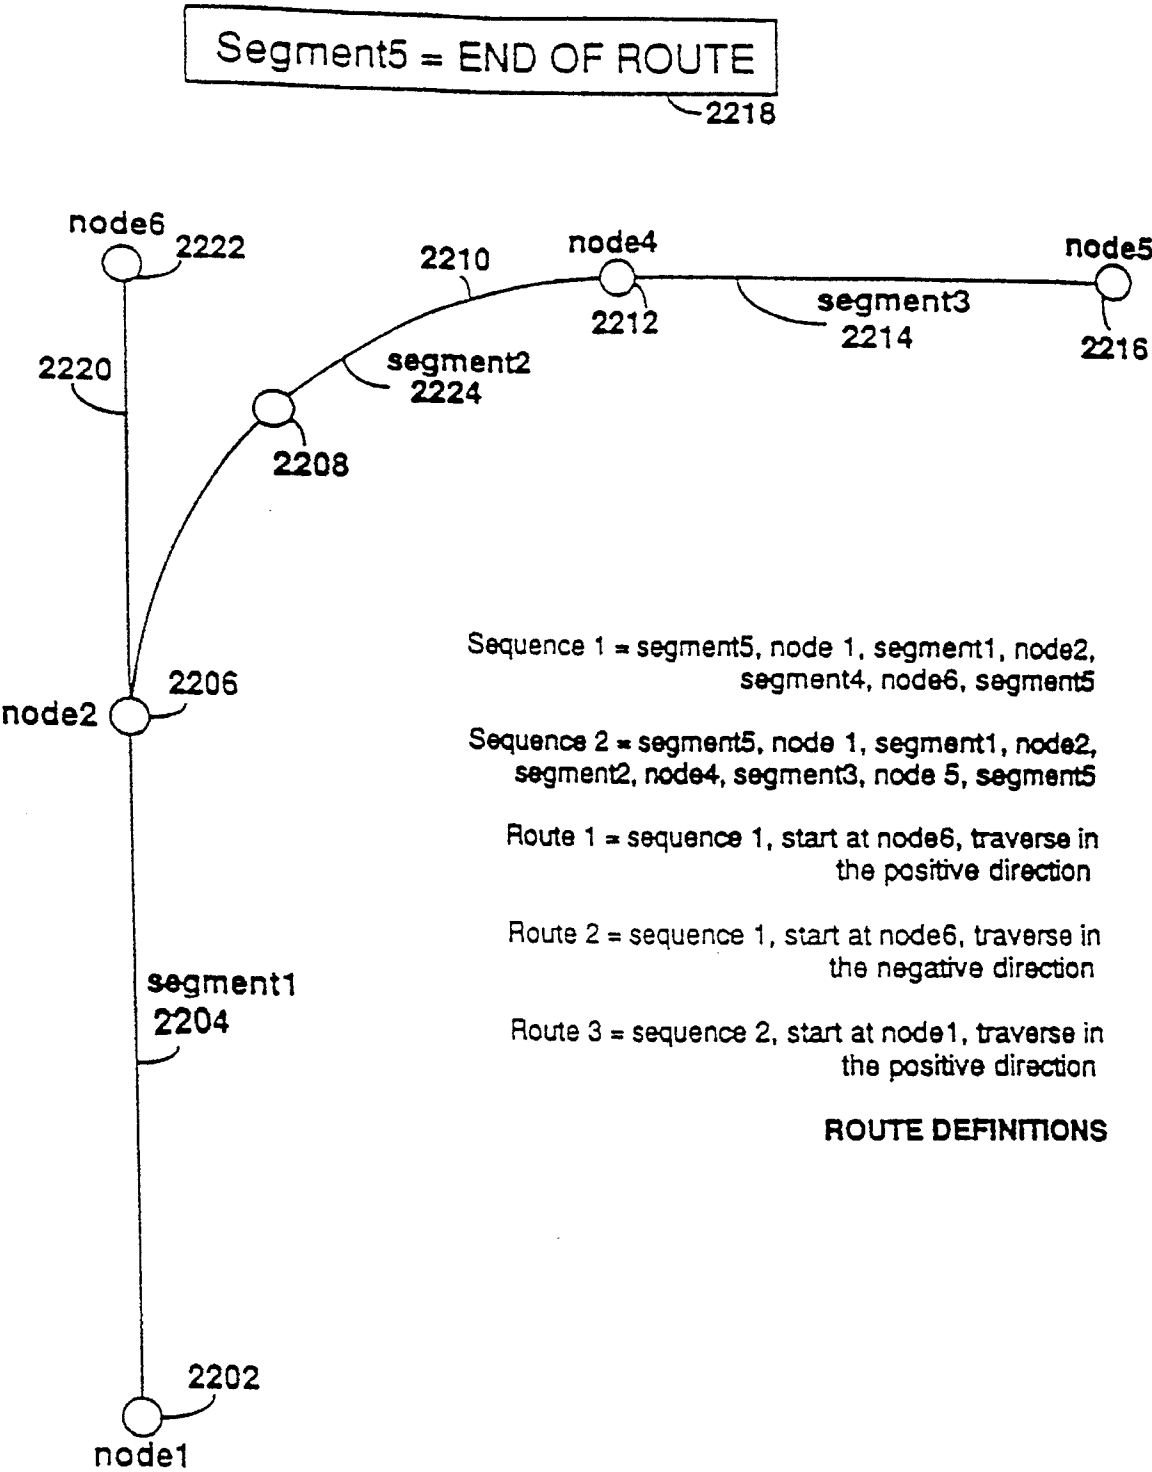 Segment5 = END OF ROUTE
2218
node6
2222
2210
node4
node5
2212
segment3
2214
2216
2220
segment2
2224
2208
Sequence 1 = segment5, node 1, segment1, node2,
segment4, node6, segment5
2206
node2
Sequence 2 = segment5, node 1, segment1, node2,
segment2, node4, segment3, node 5, segment5
Route 1 = sequence 1, start at node6, traverse in
the positive direction
Route 2 = sequence 1, start at node6, traverse in
the negative direction
segment1
2204
Route 3 = sequence 2, start at node1, traverse in
the positive direction
ROUTE DEFINITIONS
2202
node1